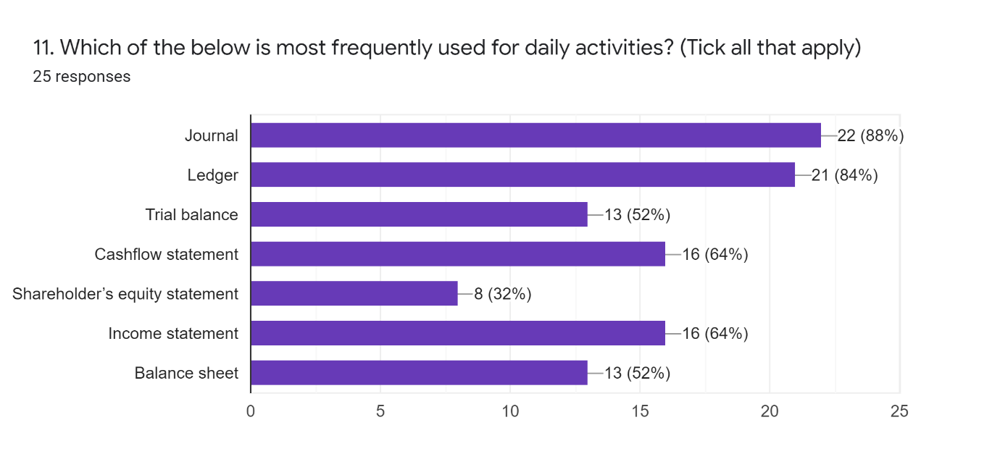 11. Which of the below is most frequently used for daily activities? (Tick all that apply)
25 responses
Journal 22 (88%)
Ledger 21 (84%)
Trial balance 13 (52%)
Cashflow statement 16 (64%)
Shareholder’s equity statement 8 (32%)
Income statement 16 (64%)
Balance sheet 13 (52%)
0 5 10 15 20 25